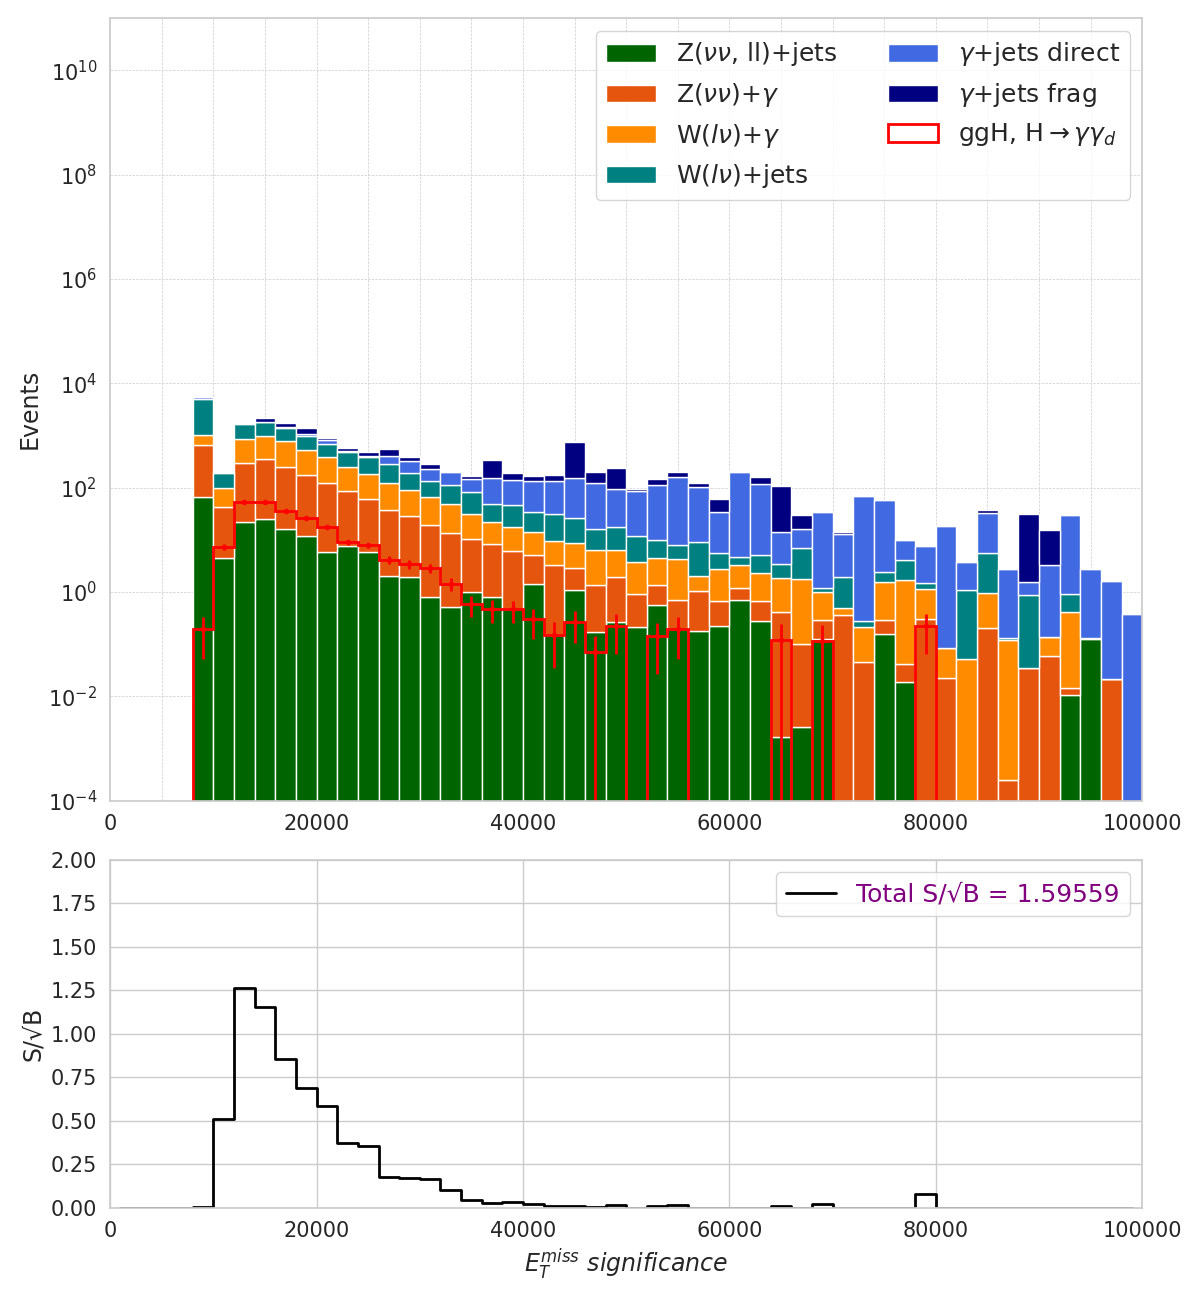 Z(νν, ll)+jets
Z(νν)+γ
W(lν)+γ
W(lν)+jets
γ+jets direct
γ+jets frag
ggH, H→γγ_d
Events
10^10
10^8
10^6
10^4
10^2
10^0
10^−2
10^−4
0 20000 40000 60000 80000 100000
Total S/√B = 1.59559
S/√B
2.00
1.75
1.50
1.25
1.00
0.75
0.50
0.25
0.00
0 20000 40000 60000 80000 100000
E_T^miss significance